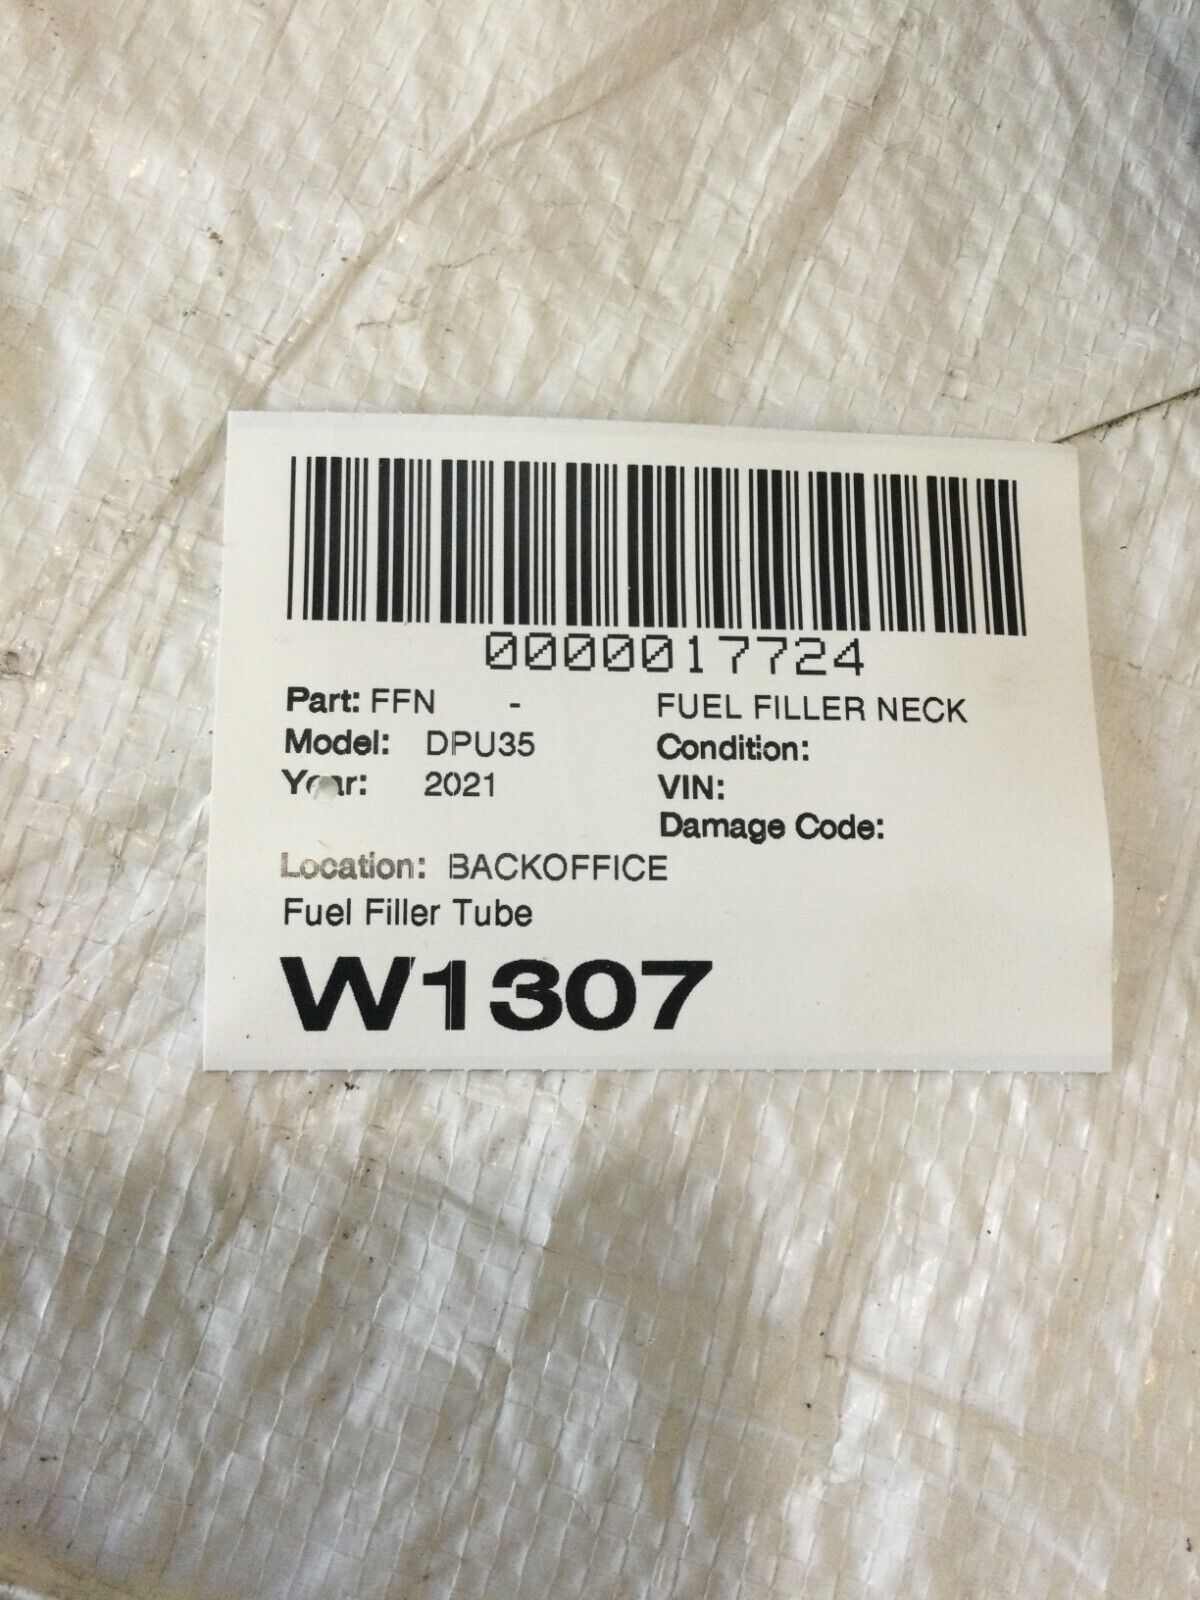 0000017724
Part: FFN - FUEL FILLER NECK
Model: DPU35 Condition:
Year: 2021 VIN:
Damage Code:
Location: BACKOFFICE
Fuel Filler Tube
W1307